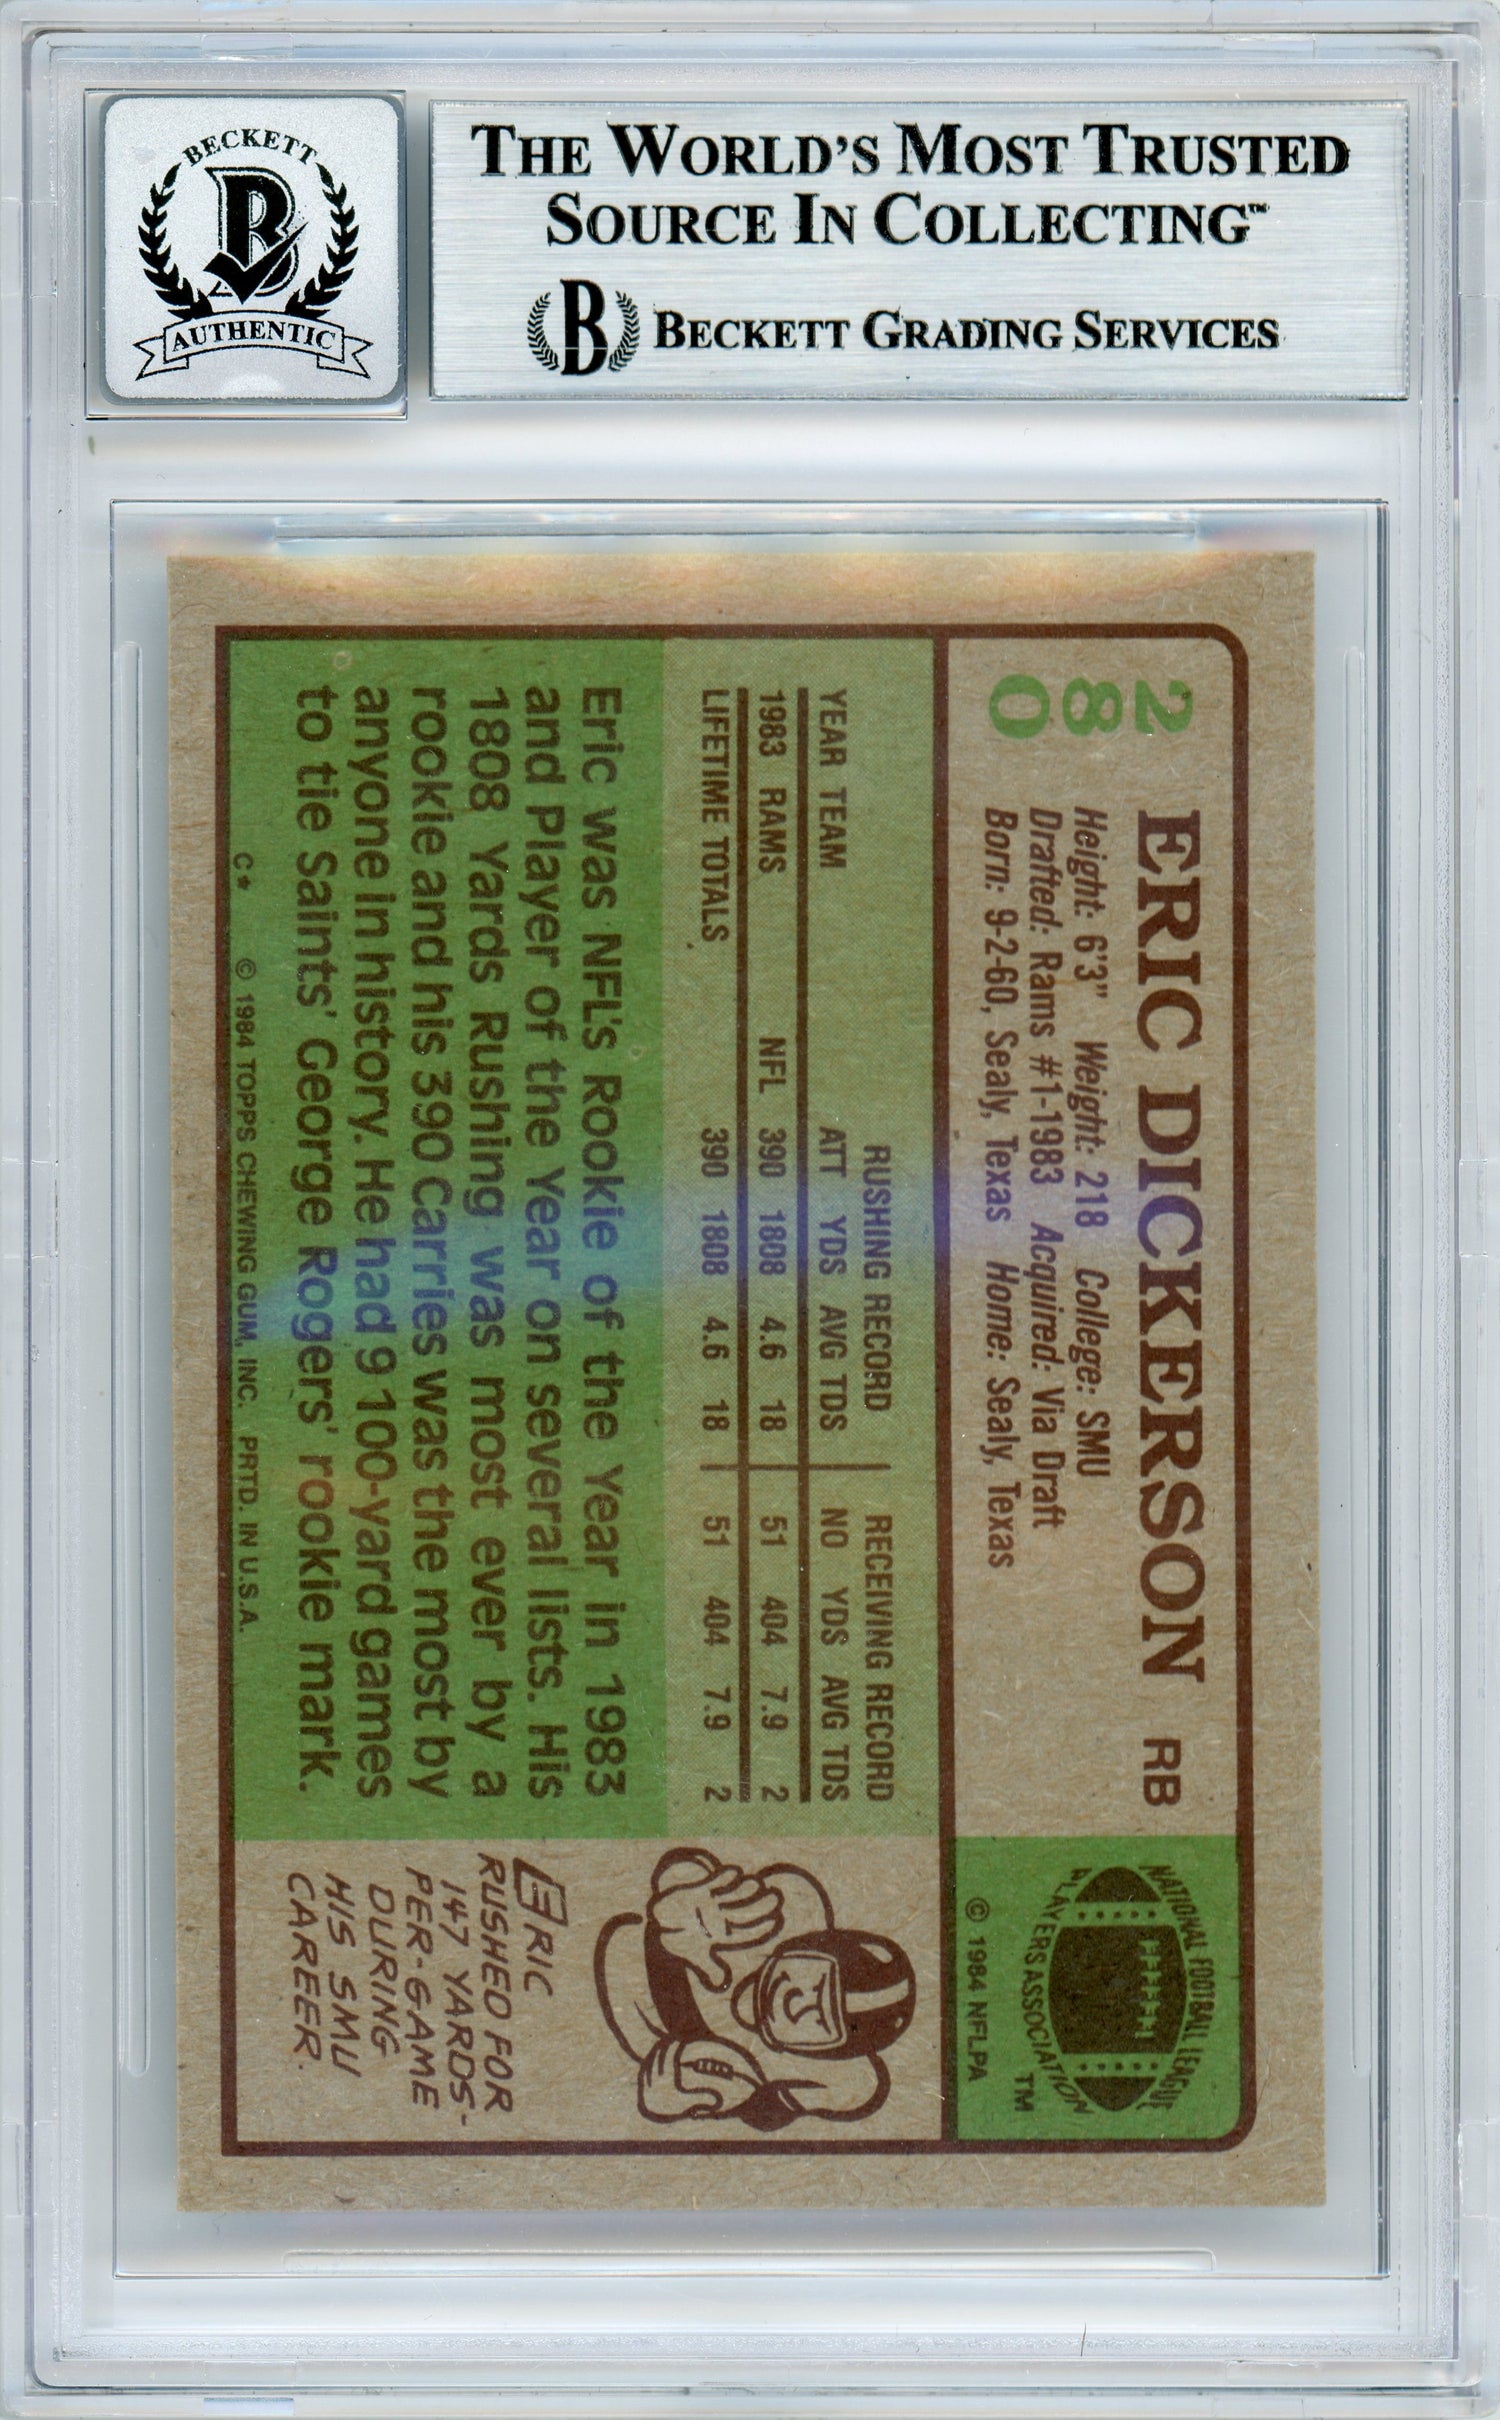 BECKETT
B
AUTHENTIC
THE WORLD'S MOST TRUSTED
SOURCE IN COLLECTING™
B BECKETT GRADING SERVICES
280
ERIC DICKERSON RB
Height: 6'3" Weight: 218 College: SMU
Drafted: Rams #1-1983 Acquired: Via Draft
Born: 9-2-60, Sealy, Texas Home: Sealy, Texas
NATIONAL FOOTBALL LEAGUE
PLAYERS ASSOCIATION
TM
© 1984 NFLPA
RUSHING RECORD RECEIVING RECORD
YEAR TEAM ATT YDS AVG TDS NO YDS AVG TDS
1983 RAMS NFL 390 1808 4.6 18 51 404 7.9 2
LIFETIME TOTALS 390 1808 4.6 18 51 404 7.9 2
Eric was NFL's Rookie of the Year in 1983
and Player of the Year on several lists. His
1808 Yards Rushing was most ever by a
rookie and his 390 Carries was the most by
anyone in history. He had 9 100-yard games
to tie Saints' George Rogers' rookie mark.
C* © 1984 TOPPS CHEWING GUM, INC. PRTD. IN U.S.A.
ERIC
RUSHED FOR
147 YARDS-
PER-GAME
DURING
HIS SMU
CAREER.